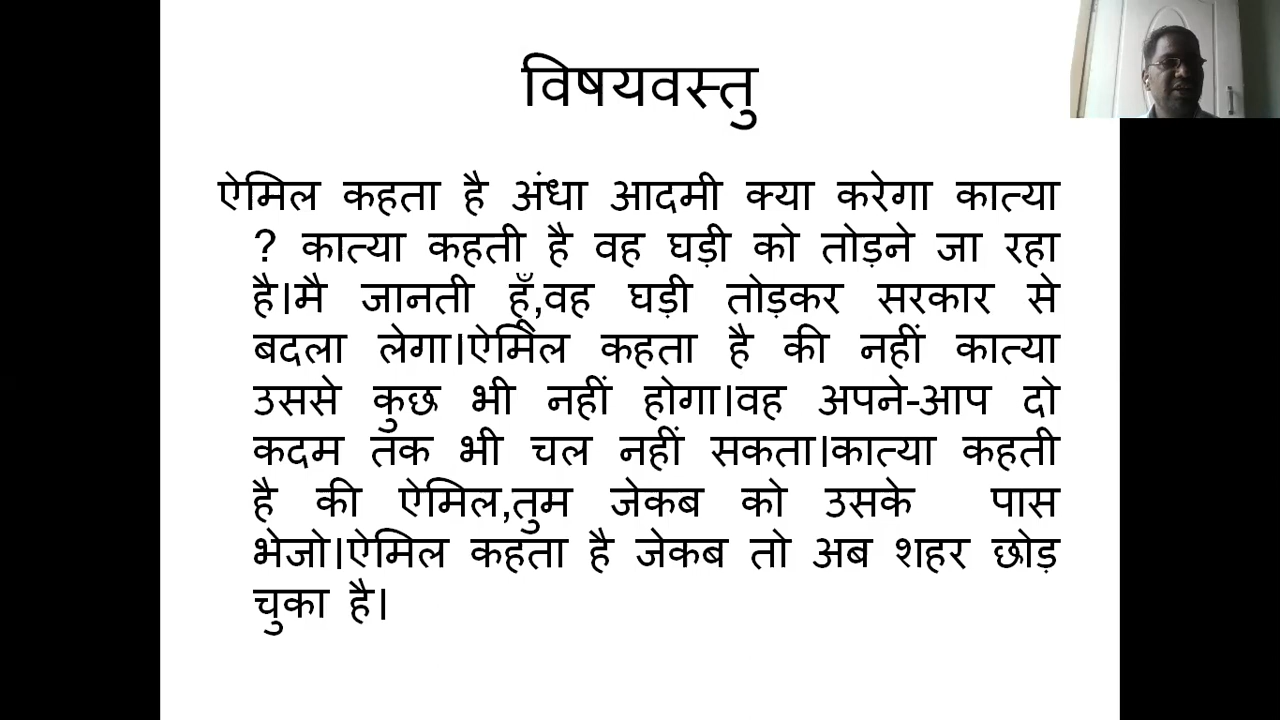 विषयवस्तु
ऐमिल कहता है अंधा आदमी क्या करेगा कात्या
? कात्या कहती है वह घड़ी को तोड़ने जा रहा
है।मै जानती हूँ,वह घड़ी तोड़कर सरकार से
बदला लेगा।ऐमिल कहता है की नहीं कात्या
उससे कुछ भी नहीं होगा।वह अपने-आप दो
कदम तक भी चल नहीं सकता।कात्या कहती
है की ऐमिल,तुम जेकब को उसके पास
भेजो।ऐमिल कहता है जेकब तो अब शहर छोड़
चुका है।